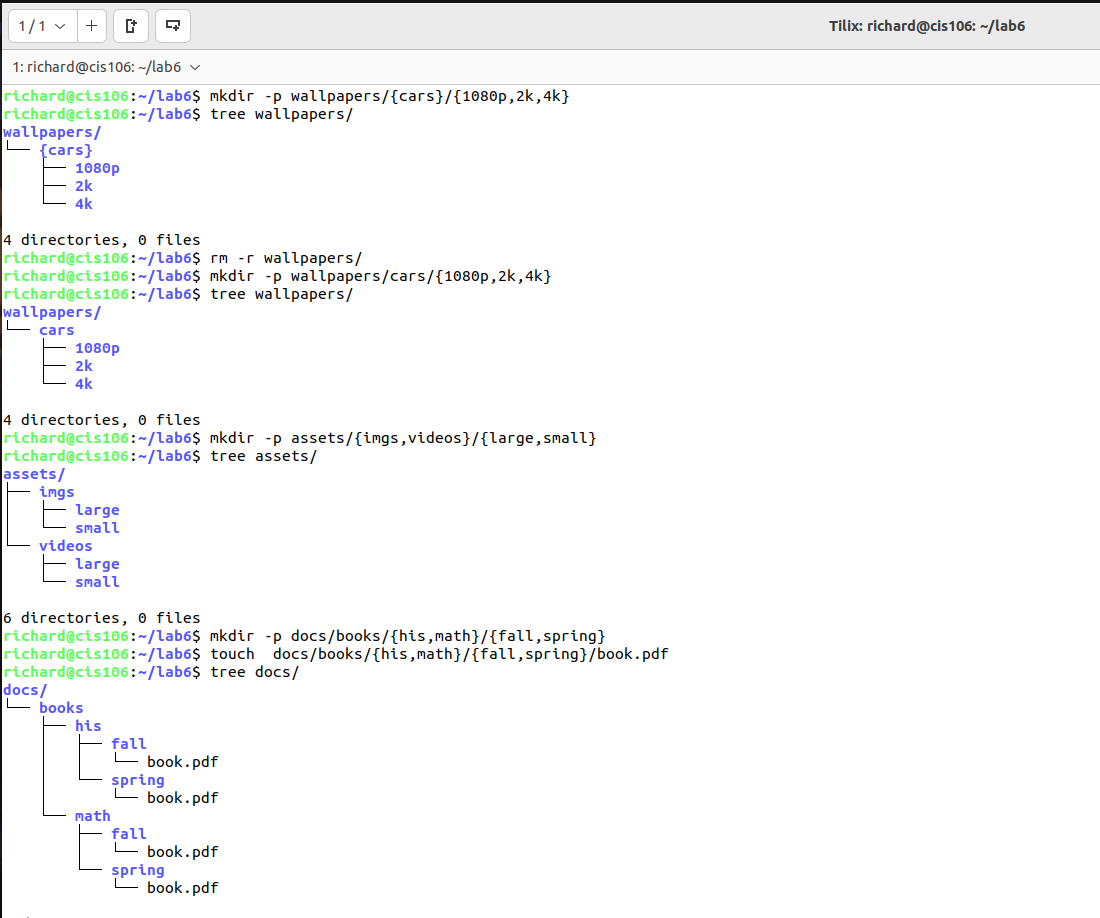 1 / 1
Tilix: richard@cis106: ~/lab6
1: richard@cis106: ~/lab6
richard@cis106:~/lab6$ mkdir -p wallpapers/{cars}/{1080p,2k,4k}
richard@cis106:~/lab6$ tree wallpapers/
wallpapers/
└── {cars}
    ├── 1080p
    ├── 2k
    └── 4k
4 directories, 0 files
richard@cis106:~/lab6$ rm -r wallpapers/
richard@cis106:~/lab6$ mkdir -p wallpapers/cars/{1080p,2k,4k}
richard@cis106:~/lab6$ tree wallpapers/
wallpapers/
└── cars
    ├── 1080p
    ├── 2k
    └── 4k
4 directories, 0 files
richard@cis106:~/lab6$ mkdir -p assets/{imgs,videos}/{large,small}
richard@cis106:~/lab6$ tree assets/
assets/
├── imgs
│   ├── large
│   └── small
└── videos
    ├── large
    └── small
6 directories, 0 files
richard@cis106:~/lab6$ mkdir -p docs/books/{his,math}/{fall,spring}
richard@cis106:~/lab6$ touch  docs/books/{his,math}/{fall,spring}/book.pdf
richard@cis106:~/lab6$ tree docs/
docs/
└── books
    ├── his
    │   ├── fall
    │   │   └── book.pdf
    │   └── spring
    │       └── book.pdf
    └── math
        ├── fall
        │   └── book.pdf
        └── spring
            └── book.pdf